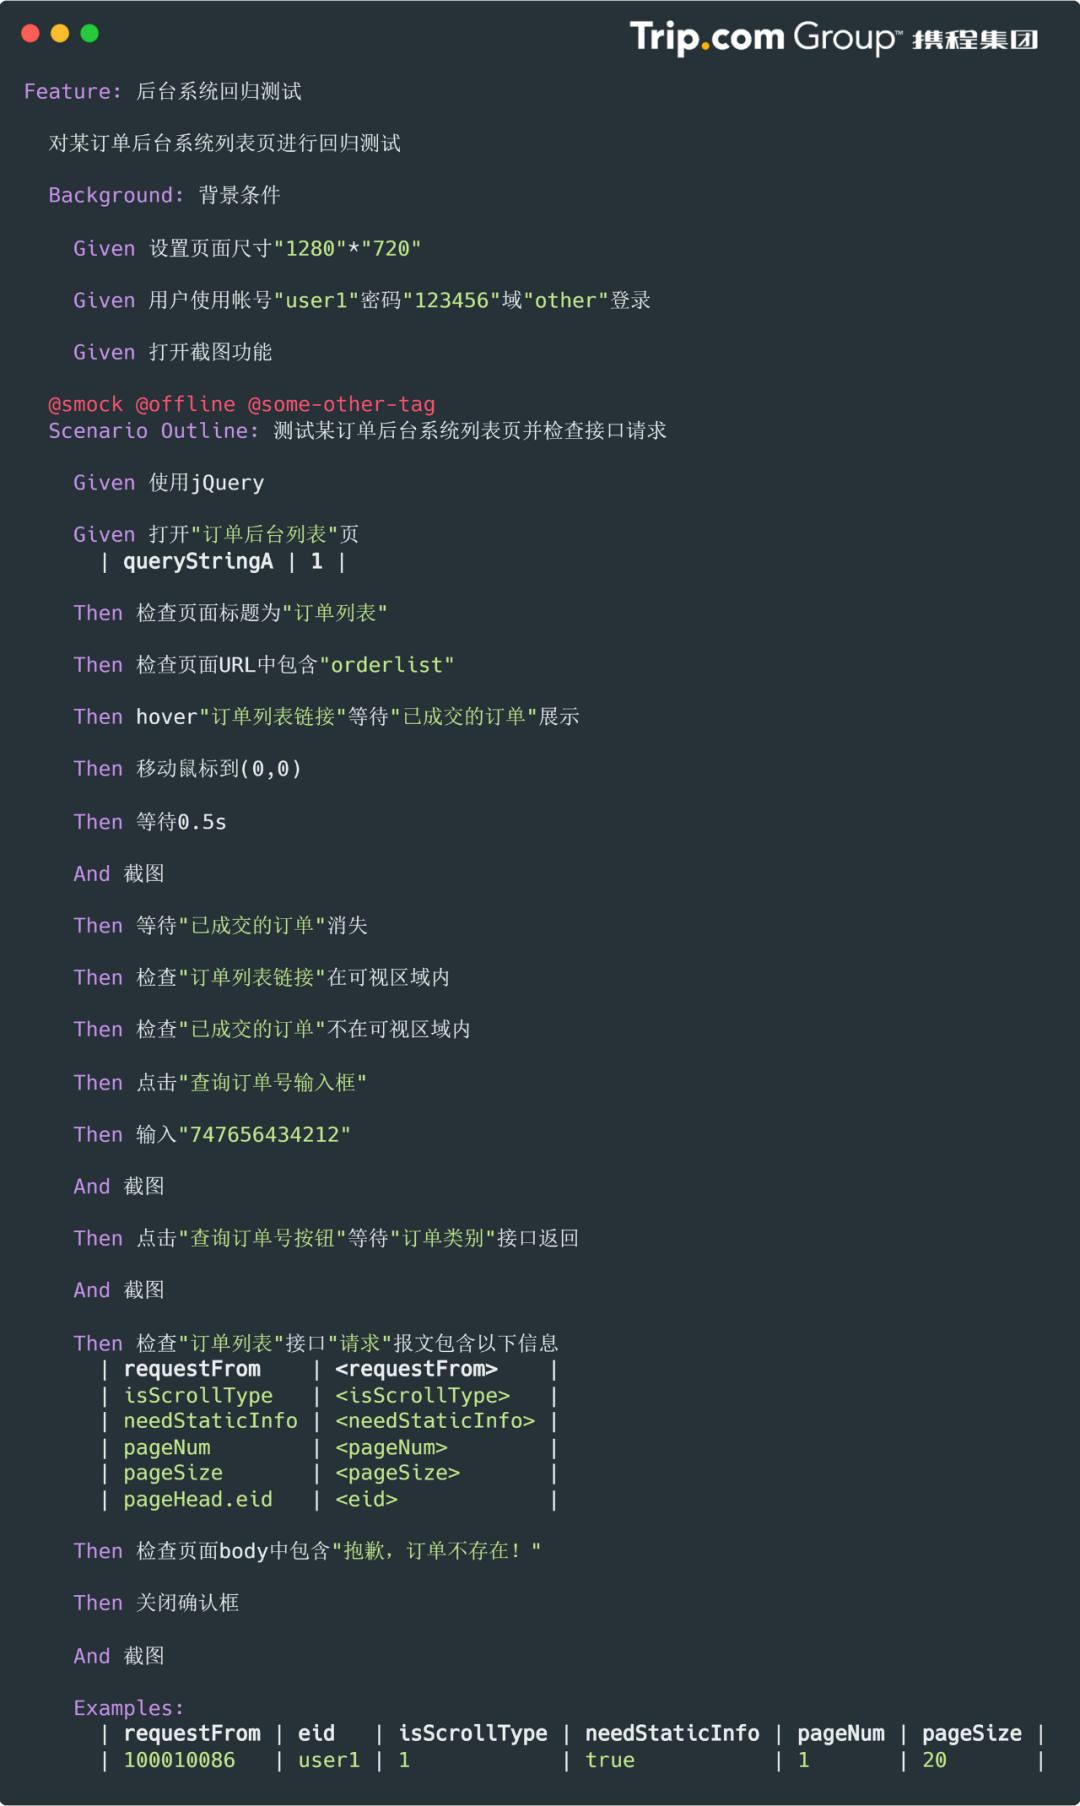 Trip.com Group™ 携程集团
Feature: 后台系统回归测试
对某订单后台系统列表页进行回归测试
Background: 背景条件
Given 设置页面尺寸"1280"*"720"
Given 用户使用帐号"user1"密码"123456"域"other"登录
Given 打开截图功能
@smock @offline @some-other-tag
Scenario Outline: 测试某订单后台系统列表页并检查接口请求
Given 使用jQuery
Given 打开"订单后台列表"页
| queryStringA | 1 |
Then 检查页面标题为"订单列表"
Then 检查页面URL中包含"orderlist"
Then hover"订单列表链接"等待"已成交的订单"展示
Then 移动鼠标到(0,0)
Then 等待0.5s
And 截图
Then 等待"已成交的订单"消失
Then 检查"订单列表链接"在可视区域内
Then 检查"已成交的订单"不在可视区域内
Then 点击"查询订单号输入框"
Then 输入"747656434212"
And 截图
Then 点击"查询订单号按钮"等待"订单类别"接口返回
And 截图
Then 检查"订单列表"接口"请求"报文包含以下信息
| requestFrom | <requestFrom> |
| isScrollType | <isScrollType> |
| needStaticInfo | <needStaticInfo> |
| pageNum | <pageNum> |
| pageSize | <pageSize> |
| pageHead.eid | <eid> |
Then 检查页面body中包含"抱歉，订单不存在！"
Then 关闭确认框
And 截图
Examples:
| requestFrom | eid | isScrollType | needStaticInfo | pageNum | pageSize |
| 100010086 | user1 | 1 | true | 1 | 20 |